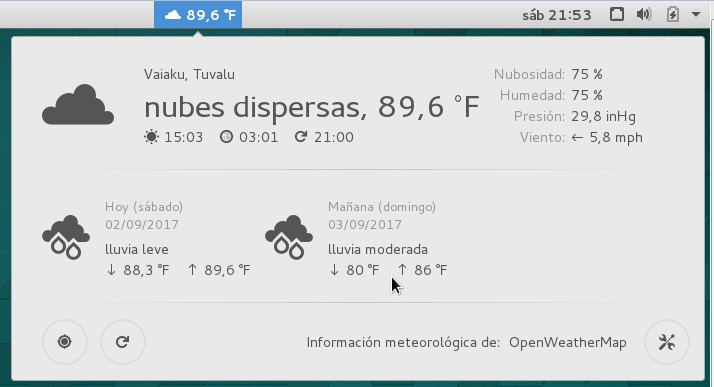 89,6 °F
sáb 21:53
Vaiaku, Tuvalu
nubes dispersas, 89,6 °F
15:03 03:01 21:00
Nubosidad: 75 %
Humedad: 75 %
Presión: 29,8 inHg
Viento: ← 5,8 mph
Hoy (sábado)
02/09/2017
lluvia leve
↓ 88,3 °F ↑ 89,6 °F
Mañana (domingo)
03/09/2017
lluvia moderada
↓ 80 °F ↑ 86 °F
Información meteorológica de: OpenWeatherMap